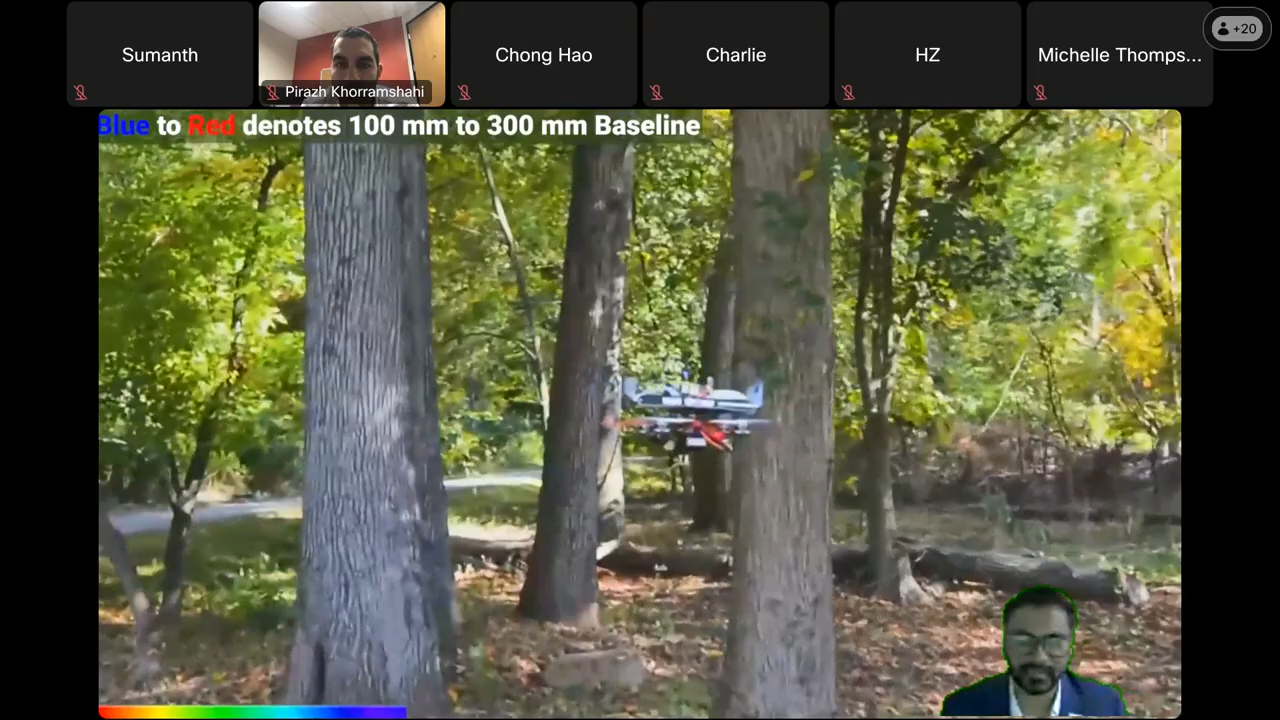 Sumanth
Pirazh Khorramshahi
Chong Hao
Charlie
HZ
Michelle Thomps...
+20
Blue to Red denotes 100 mm to 300 mm Baseline